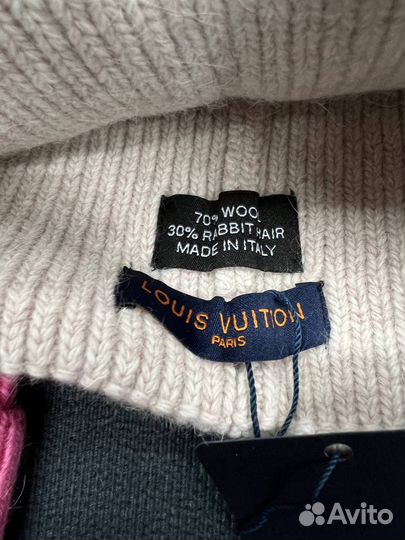 70% WOOL
30% RABBIT HAIR
MADE IN ITALY
LOUIS VUITTON
PARIS
Avito